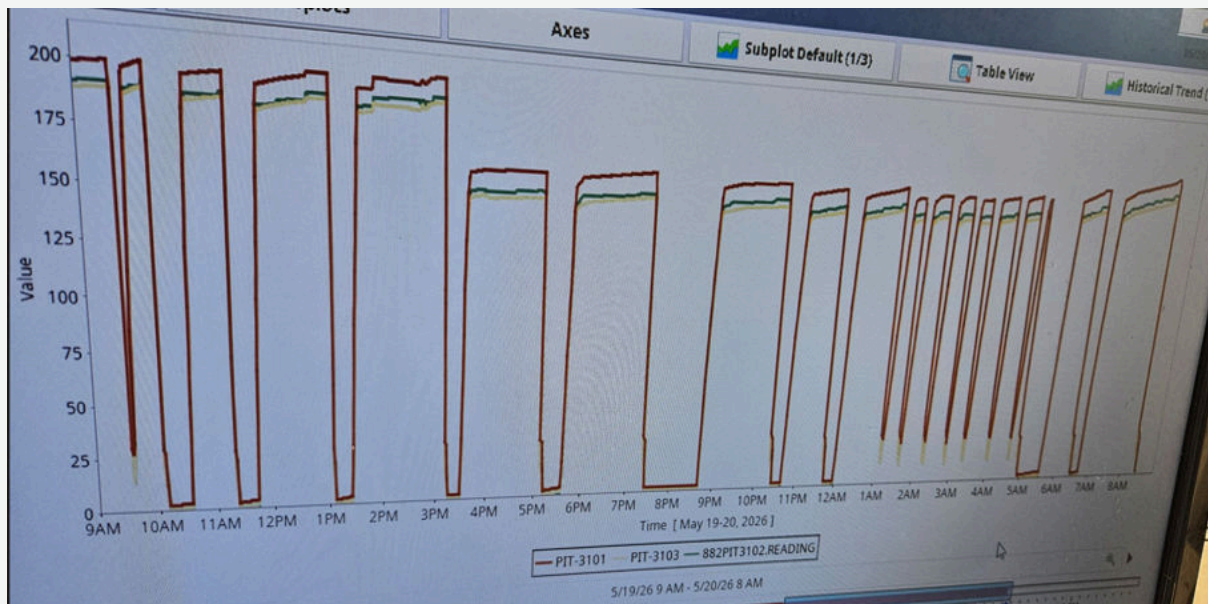 Axes
Subplot Default (1/3)
Table View
Historical Trend (
200
175
150
125
100
75
50
25
0
Value
9AM 10AM 11AM 12PM 1PM 2PM 3PM 4PM 5PM 6PM 7PM 8PM 9PM 10PM 11PM 12AM 1AM 2AM 3AM 4AM 5AM 6AM 7AM 8AM
Time [ May 19-20, 2026 ]
PIT-3101 PIT-3103 882PIT3102.READING
5/19/26 9 AM - 5/20/26 8 AM